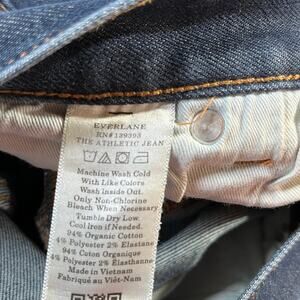 EVERLANE
RN#139393
THE ATHLETIC JEAN
Machine Wash Cold
With Like Colors
Wash Inside Out.
Only Non-Chlorine
Bleach When Necessary
Tumble Dry Low.
Cool Iron if Needed.
94% Organic Cotton
4% Polyester 2% Elastane
94% Organic Cotton
4% Polyester 2% Élasthanne
Made in Vietnam
Fabriqué au Viêt-Nam